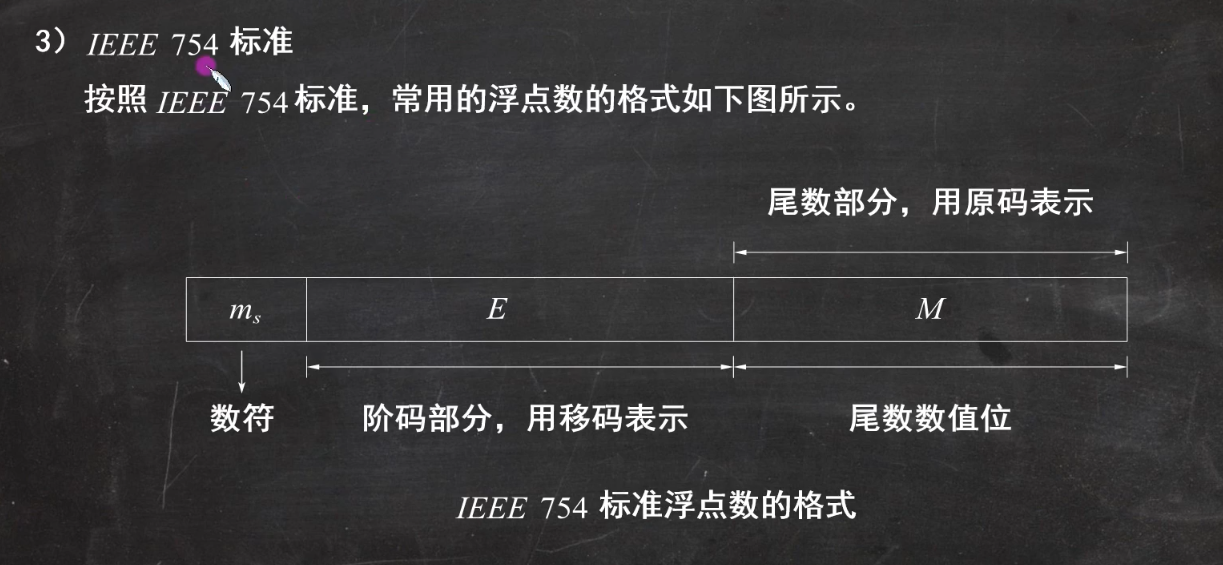 3）IEEE 754 标准
按照 IEEE 754 标准，常用的浮点数的格式如下图所示。
尾数部分，用原码表示
mₛ E M
数符 阶码部分，用移码表示 尾数数值位
IEEE 754 标准浮点数的格式